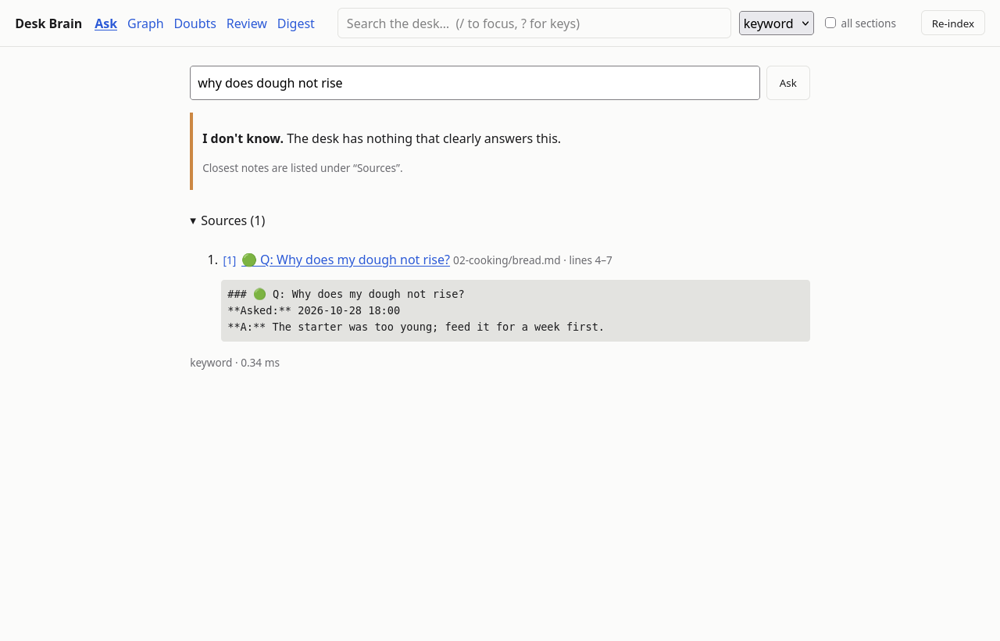 Desk Brain Ask Graph Doubts Review Digest Search the desk… (/ to focus, ? for keys) keyword all sections Re-index
why does dough not rise Ask
I don't know. The desk has nothing that clearly answers this.
Closest notes are listed under “Sources”.
▾ Sources (1)
1. [1] 🟢 Q: Why does my dough not rise? 02-cooking/bread.md · lines 4–7
### 🟢 Q: Why does my dough not rise?
**Asked:** 2026-10-28 18:00
**A:** The starter was too young; feed it for a week first.
keyword · 0.34 ms